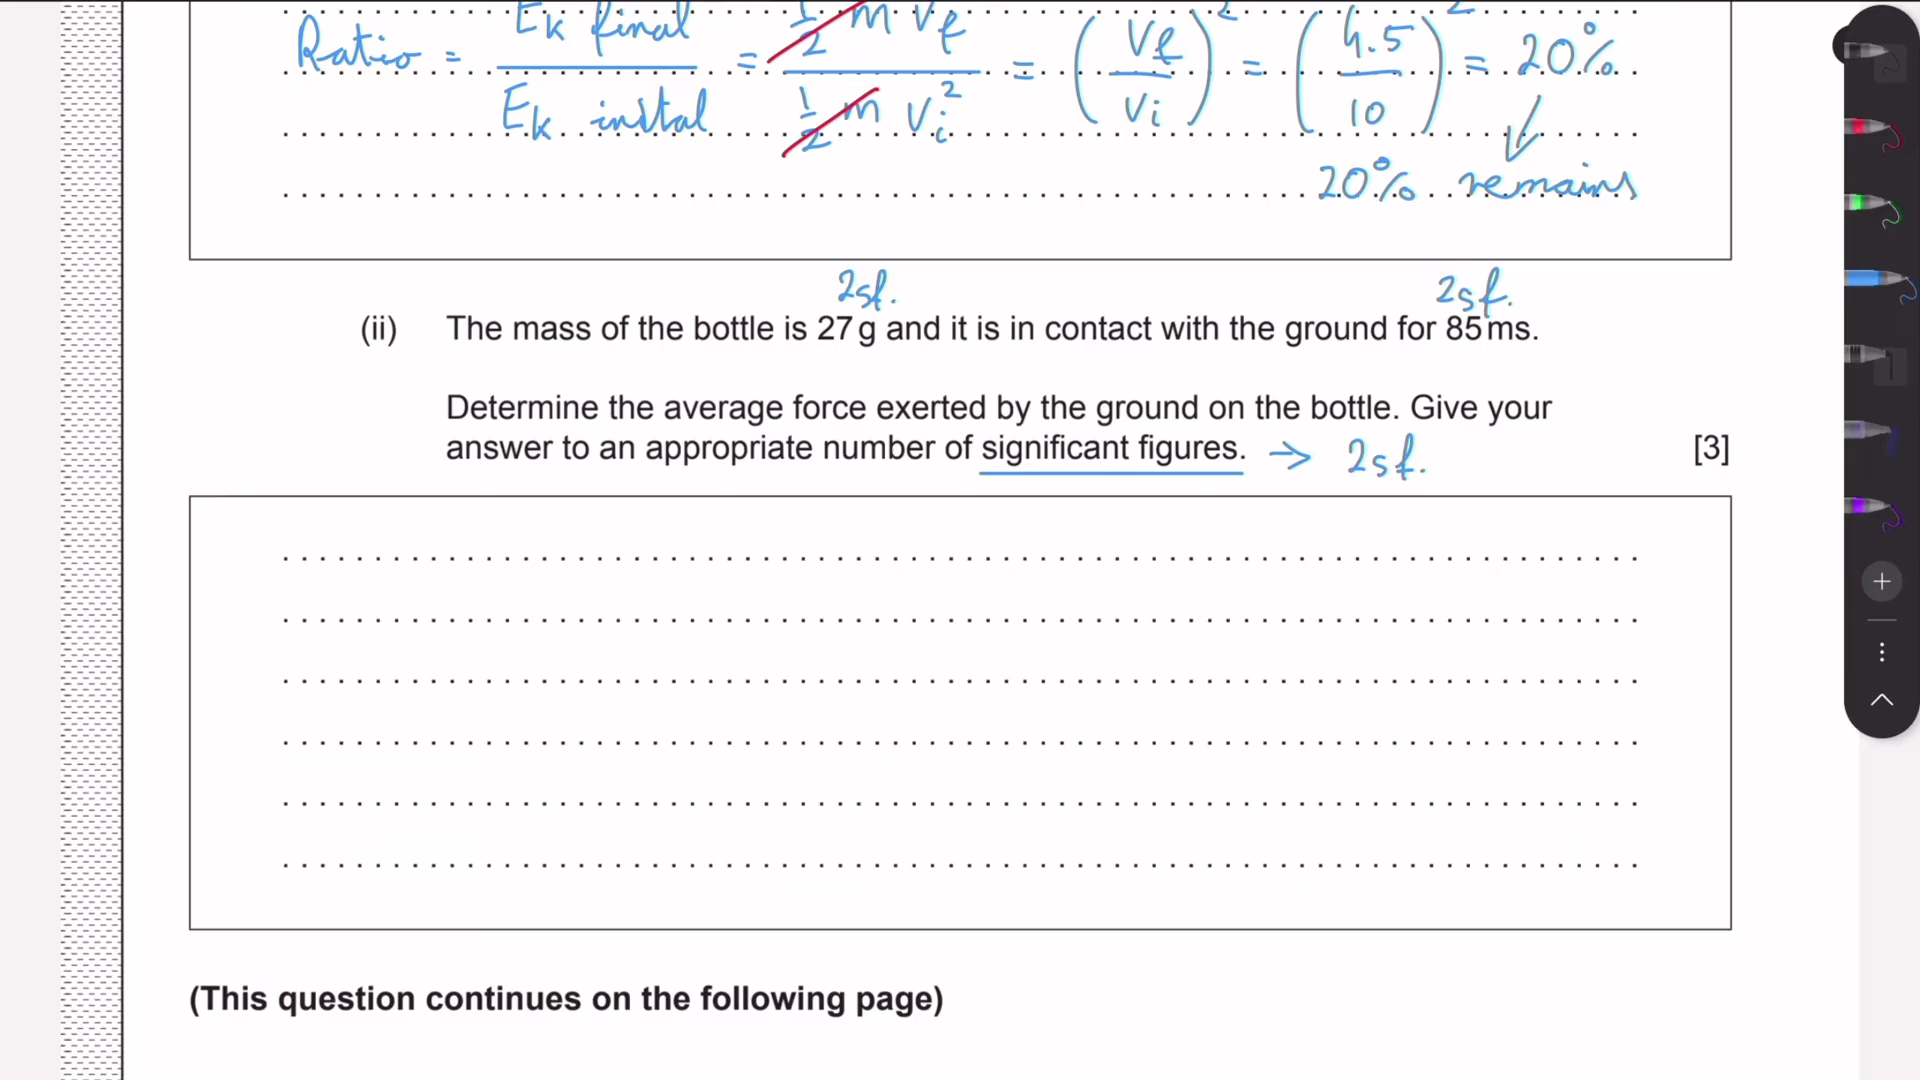 Ratio = Ek final / Ek inital = 1/2 m vf / 1/2 m vi² = (vf / vi)² = (4.5 / 10)² = 20%
20% remains
2sf. 2sf.
(ii) The mass of the bottle is 27 g and it is in contact with the ground for 85 ms.
Determine the average force exerted by the ground on the bottle. Give your
answer to an appropriate number of significant figures. → 2sf. [3]
(This question continues on the following page)